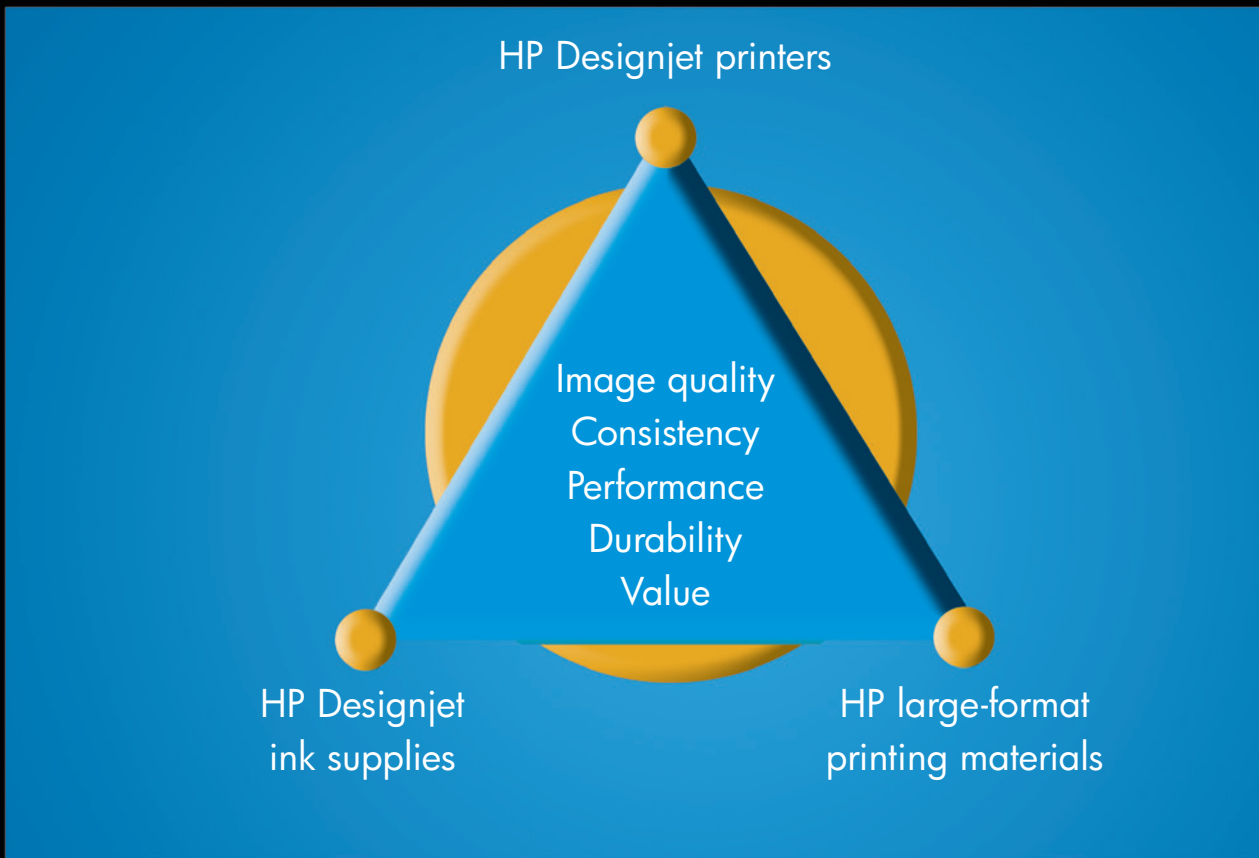 HP Designjet printers
Image quality
Consistency
Performance
Durability
Value
HP Designjet
ink supplies
HP large-format
printing materials